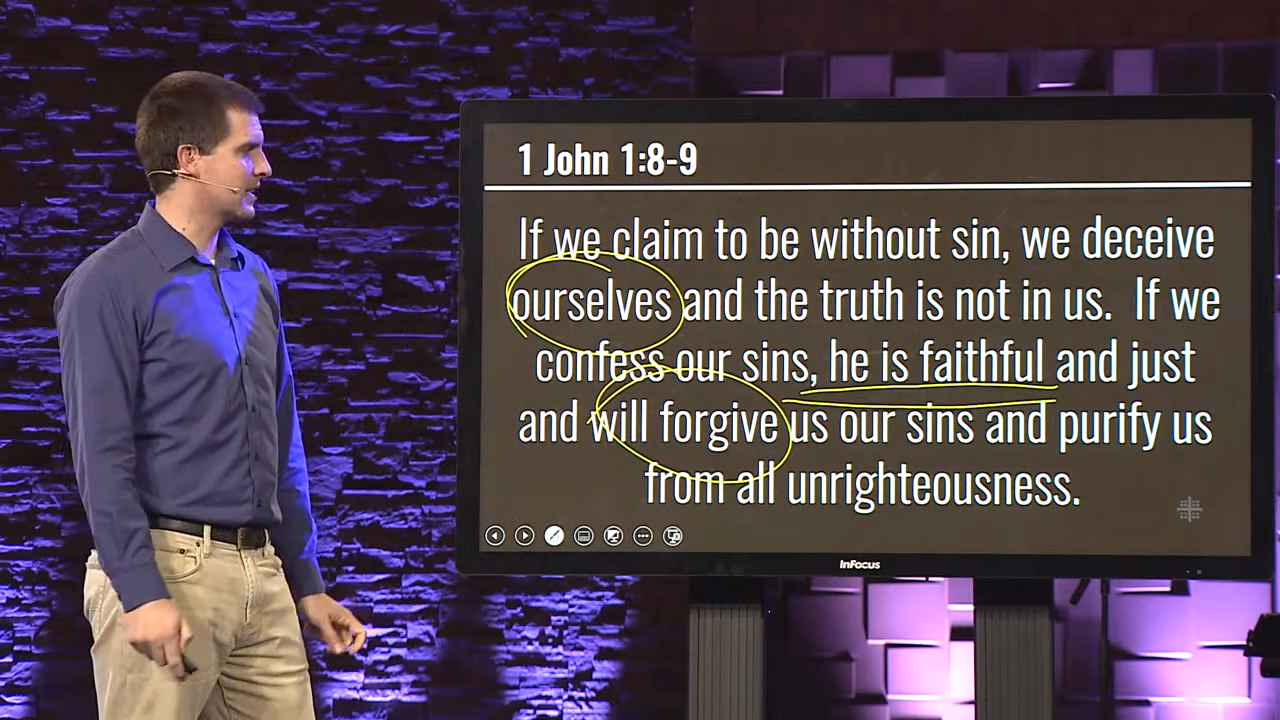 1 John 1:8-9
If we claim to be without sin, we deceive
ourselves and the truth is not in us. If we
confess our sins, he is faithful and just
and will forgive us our sins and purify us
from all unrighteousness.
InFocus